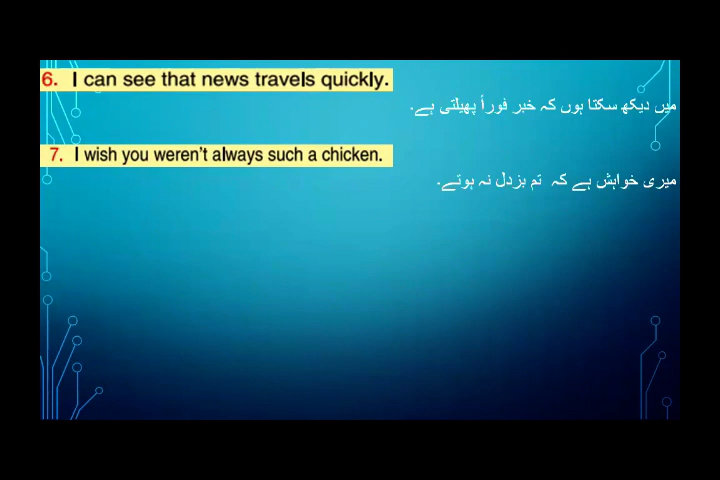 6. I can see that news travels quickly.
میں دیکھ سکتا ہوں کہ خبر فوراً پھیلتی ہے۔
7. I wish you weren't always such a chicken.
میری خواہش ہے کہ تم بزدل نہ ہوتے۔